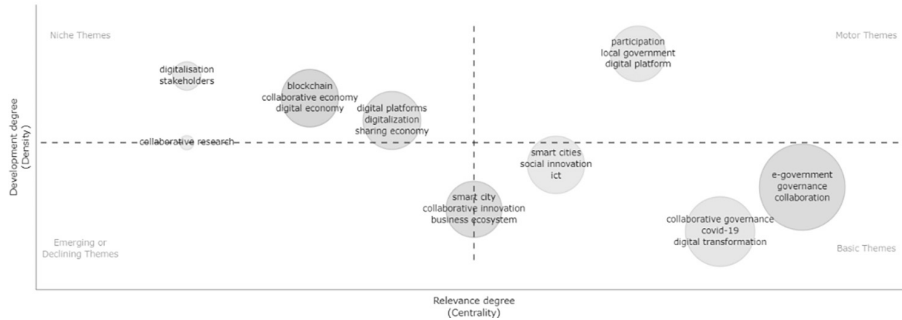 Niche Themes
Motor Themes
participation
local government
digital platform
digitalisation
stakeholders
blockchain
collaborative economy
digital economy
digital platforms
digitalization
sharing economy
collaborative research
smart cities
social innovation
ict
e-government
governance
collaboration
smart city
collaborative innovation
business ecosystem
collaborative governance
covid-19
digital transformation
Emerging or
Declining Themes
Basic Themes
Development degree
(Density)
Relevance degree
(Centrality)